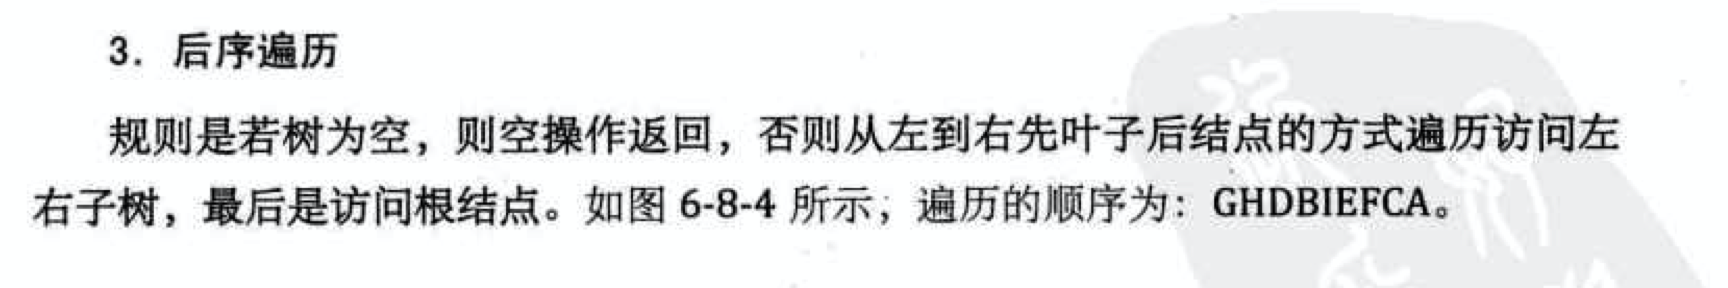 3. 后序遍历
规则是若树为空，则空操作返回，否则从左到右先叶子后结点的方式遍历访问左
右子树，最后是访问根结点。如图 6-8-4 所示，遍历的顺序为：GHDBIEFCA。